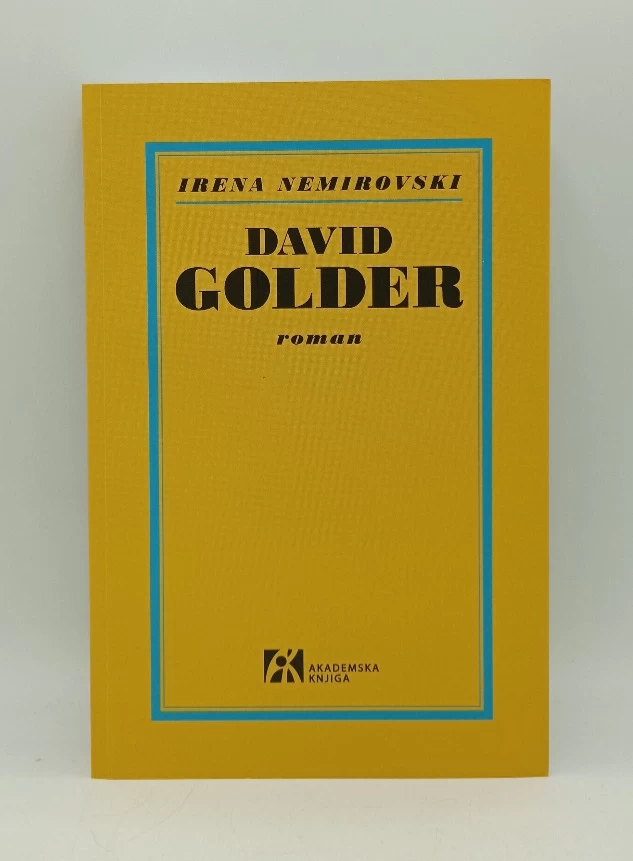 IRENA NEMIROVSKI
DAVID
GOLDER
roman
AKADEMSKA
KNJIGA